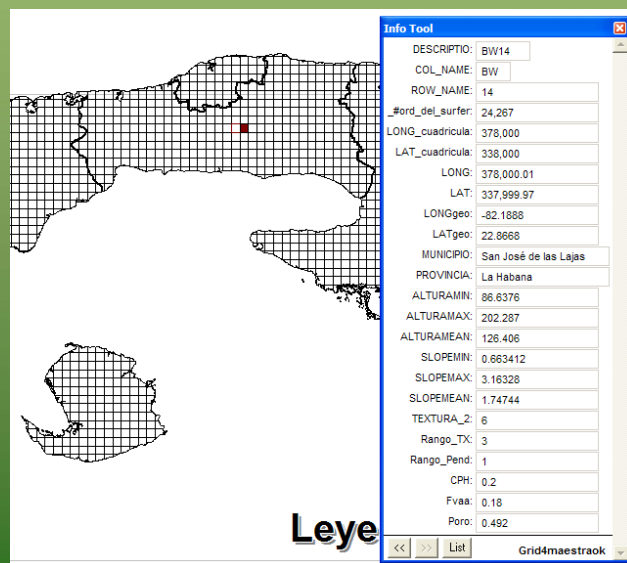 Info Tool
DESCRIPTIO: BW14
COL_NAME: BW
ROW_NAME: 14
_#ord_del_surfer: 24,267
LONG_cuadricula: 378,000
LAT_cuadricula: 338,000
LONG: 378,000.01
LAT: 337,999.97
LONGgeo: -82.1888
LATgeo: 22.8668
MUNICIPIO: San José de las Lajas
PROVINCIA: La Habana
ALTURAMIN: 86.6376
ALTURAMAX: 202.287
ALTURAMEAN: 126.406
SLOPEMIN: 0.663412
SLOPEMAX: 3.16328
SLOPEMEAN: 1.74744
TEXTURA_2: 6
Rango_TX: 3
Rango_Pend: 1
CPH: 0.2
Fvaa: 0.18
Poro: 0.492
Leye
<< >> List Grid4maestraok